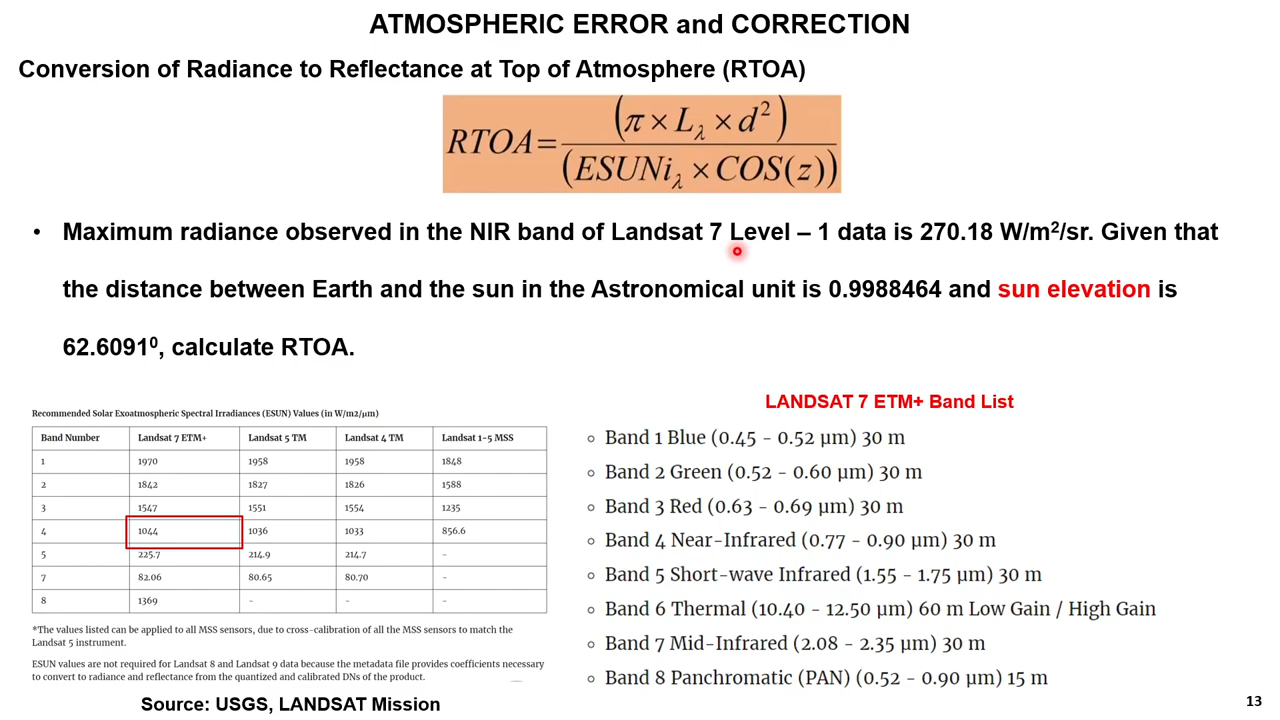 ATMOSPHERIC ERROR and CORRECTION
Conversion of Radiance to Reflectance at Top of Atmosphere (RTOA)
RTOA = (π × Lλ × d²) / (ESUNiλ × COS(z))
• Maximum radiance observed in the NIR band of Landsat 7 Level – 1 data is 270.18 W/m²/sr. Given that
the distance between Earth and the sun in the Astronomical unit is 0.9988464 and sun elevation is
62.6091⁰, calculate RTOA.
Recommended Solar Exoatmospheric Spectral Irradiances (ESUN) Values (in W/m2/μm)
Band Number Landsat 7 ETM+ Landsat 5 TM Landsat 4 TM Landsat 1-5 MSS
1 1970 1958 1958 1848
2 1842 1827 1826 1588
3 1547 1551 1554 1235
4 1044 1036 1033 856.6
5 225.7 214.9 214.7 -
7 82.06 80.65 80.70 -
8 1369 - - -
*The values listed can be applied to all MSS sensors, due to cross-calibration of all the MSS sensors to match the
Landsat 5 instrument.
ESUN values are not required for Landsat 8 and Landsat 9 data because the metadata file provides coefficients necessary
to convert to radiance and reflectance from the quantized and calibrated DNs of the product.
Source: USGS, LANDSAT Mission
LANDSAT 7 ETM+ Band List
Band 1 Blue (0.45 - 0.52 μm) 30 m
Band 2 Green (0.52 - 0.60 μm) 30 m
Band 3 Red (0.63 - 0.69 μm) 30 m
Band 4 Near-Infrared (0.77 - 0.90 μm) 30 m
Band 5 Short-wave Infrared (1.55 - 1.75 μm) 30 m
Band 6 Thermal (10.40 - 12.50 μm) 60 m Low Gain / High Gain
Band 7 Mid-Infrared (2.08 - 2.35 μm) 30 m
Band 8 Panchromatic (PAN) (0.52 - 0.90 μm) 15 m
13